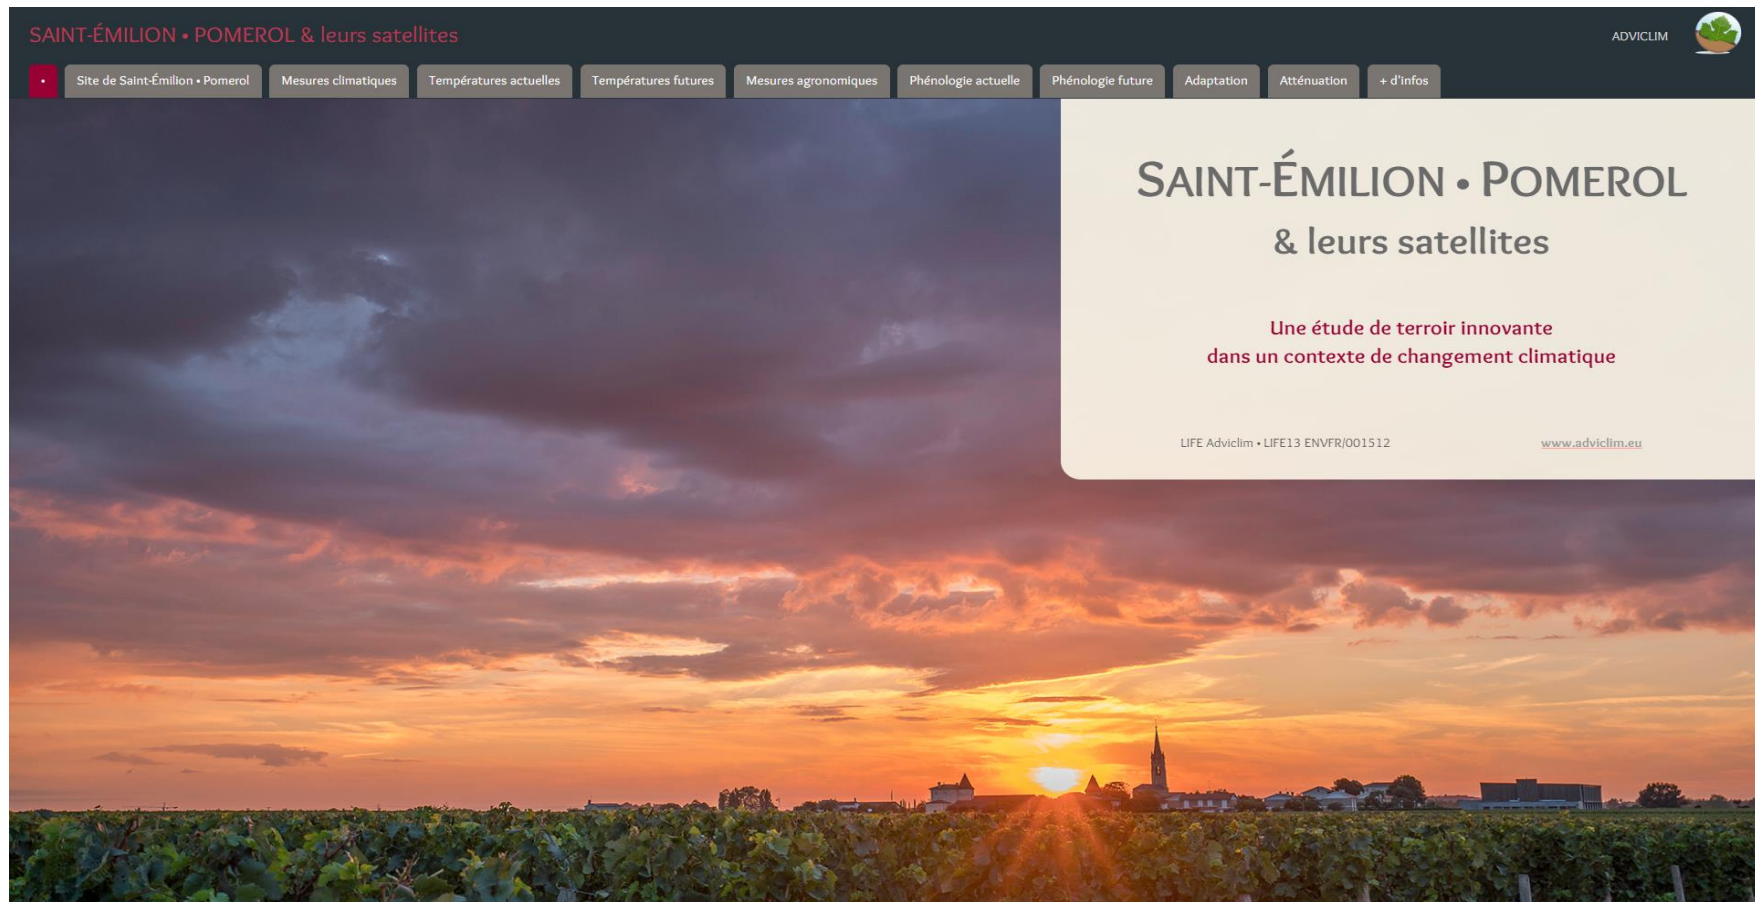 SAINT-ÉMILION • POMEROL & leurs satellites
ADVICLIM
•
Site de Saint-Émilion • Pomerol
Mesures climatiques
Températures actuelles
Températures futures
Mesures agronomiques
Phénologie actuelle
Phénologie future
Adaptation
Atténuation
+ d'infos
SAINT-ÉMILION • POMEROL
& leurs satellites
Une étude de terroir innovante
dans un contexte de changement climatique
LIFE Adviclim • LIFE13 ENVFR/001512
www.adviclim.eu